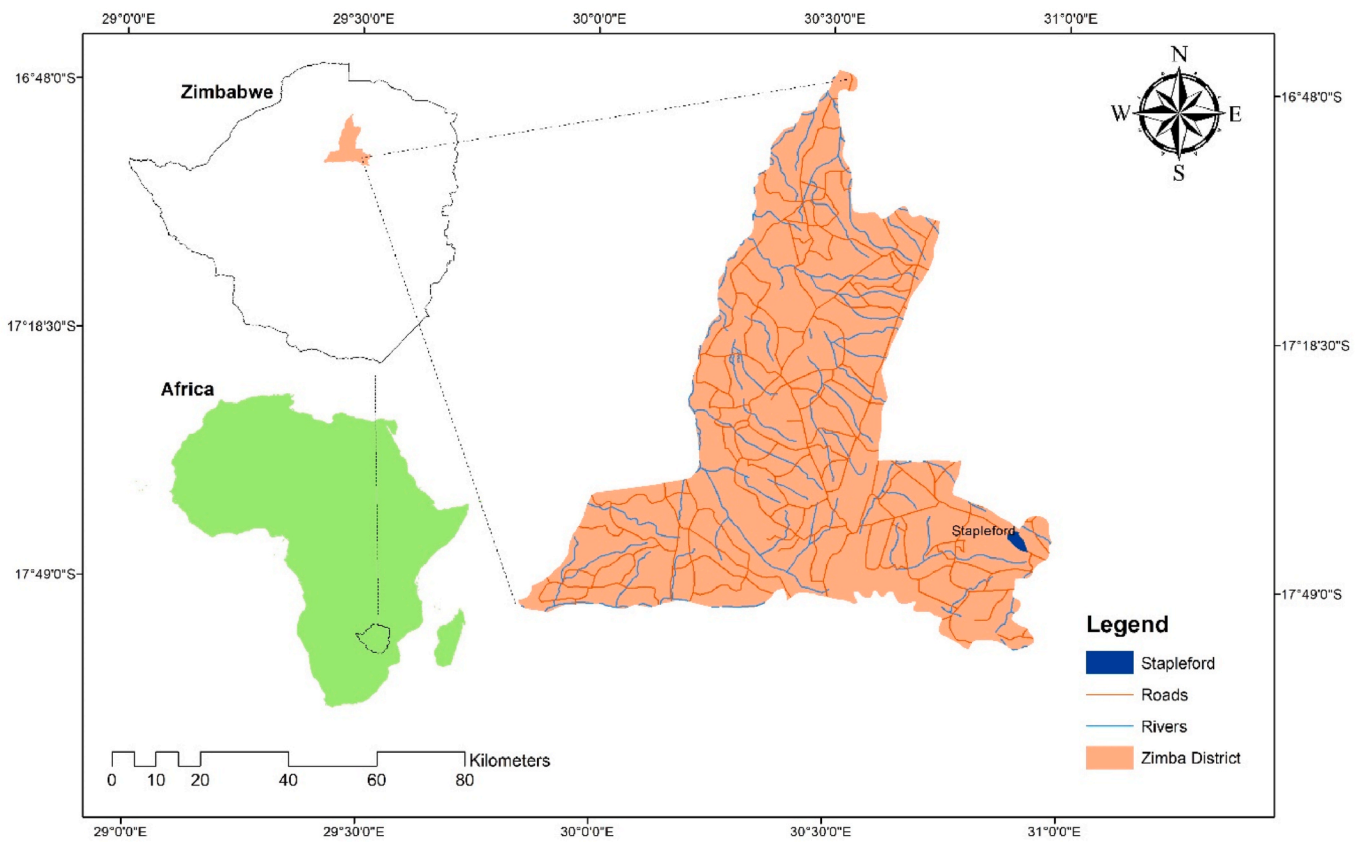 29°0'0"E 29°30'0"E 30°0'0"E 30°30'0"E 31°0'0"E
16°48'0"S
16°48'0"S
Zimbabwe
N
W E
S
17°18'30"S
17°18'30"S
Africa
Stapleford
17°49'0"S
17°49'0"S
Legend
Stapleford
Roads
Rivers
Zimba District
Kilometers
0 10 20 40 60 80
29°0'0"E 29°30'0"E 30°0'0"E 30°30'0"E 31°0'0"E